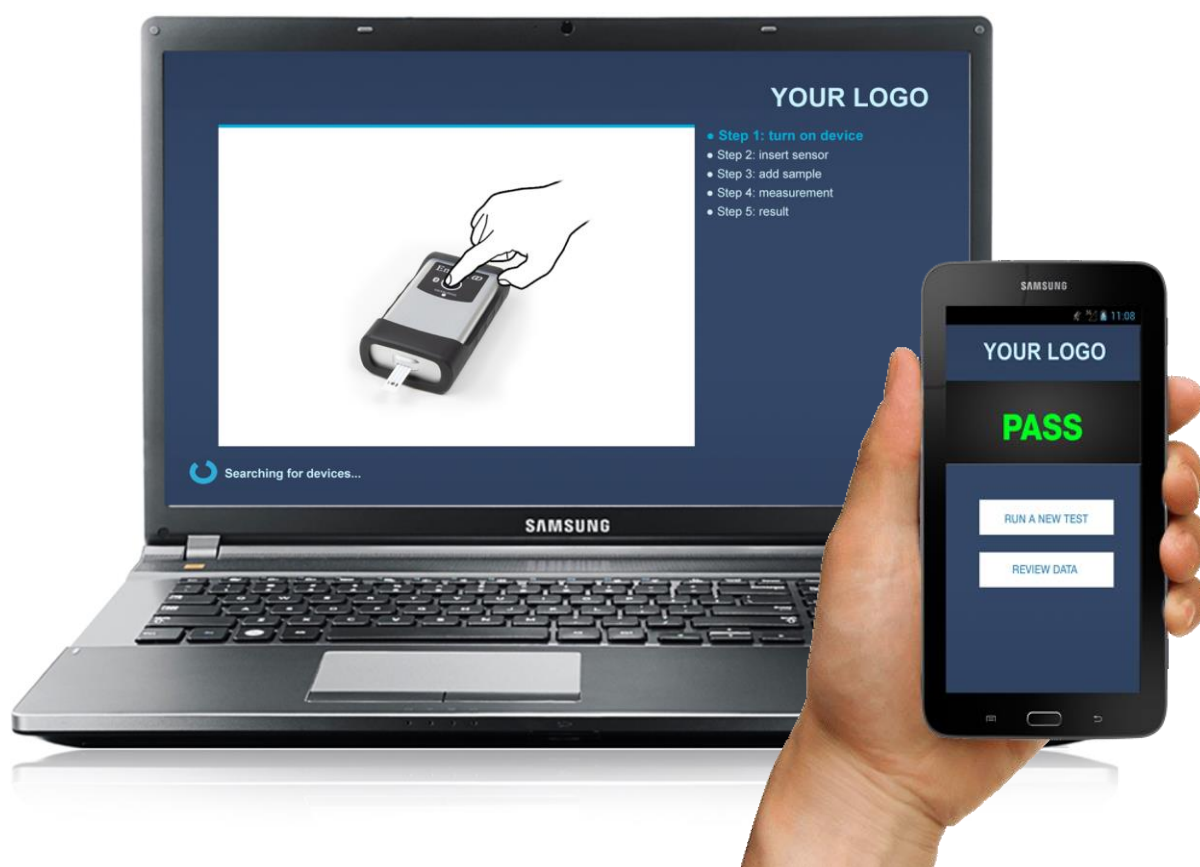 YOUR LOGO
• Step 1: turn on device
• Step 2: insert sensor
• Step 3: add sample
• Step 4: measurement
• Step 5: result
Searching for devices...
SAMSUNG
SAMSUNG
11:08
YOUR LOGO
PASS
RUN A NEW TEST
REVIEW DATA